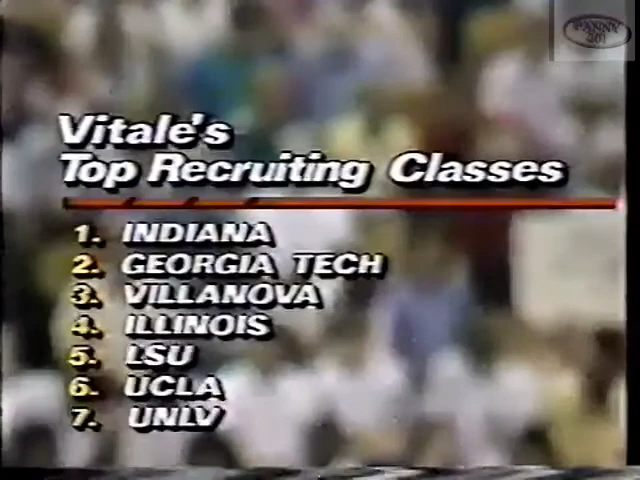 Vitale's
Top Recruiting Classes
1. INDIANA
2. GEORGIA TECH
3. VILLANOVA
4. ILLINOIS
5. LSU
6. UCLA
7. UNLV